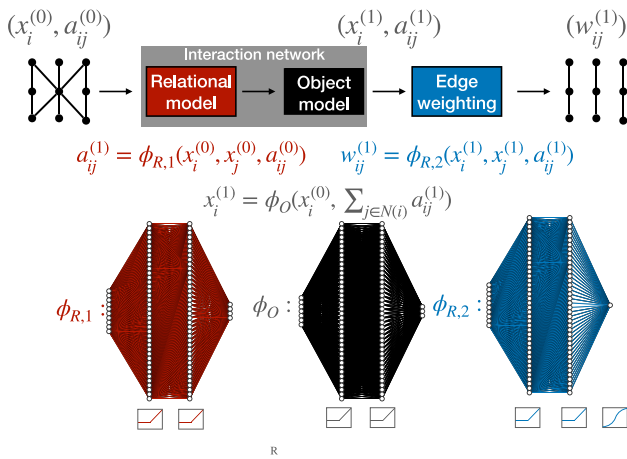 (x_i^{(0)}, a_{ij}^{(0)}) (x_i^{(1)}, a_{ij}^{(1)}) (w_{ij}^{(1)})
Interaction network
Relational model
Object model
Edge weighting
a_{ij}^{(1)} = ϕ_{R,1}(x_i^{(0)}, x_j^{(0)}, a_{ij}^{(0)}) w_{ij}^{(1)} = ϕ_{R,2}(x_i^{(1)}, x_j^{(1)}, a_{ij}^{(1)})
x_i^{(1)} = ϕ_O(x_i^{(0)}, ∑_{j∈N(i)} a_{ij}^{(1)})
ϕ_{R,1} : ϕ_O : ϕ_{R,2} :
R